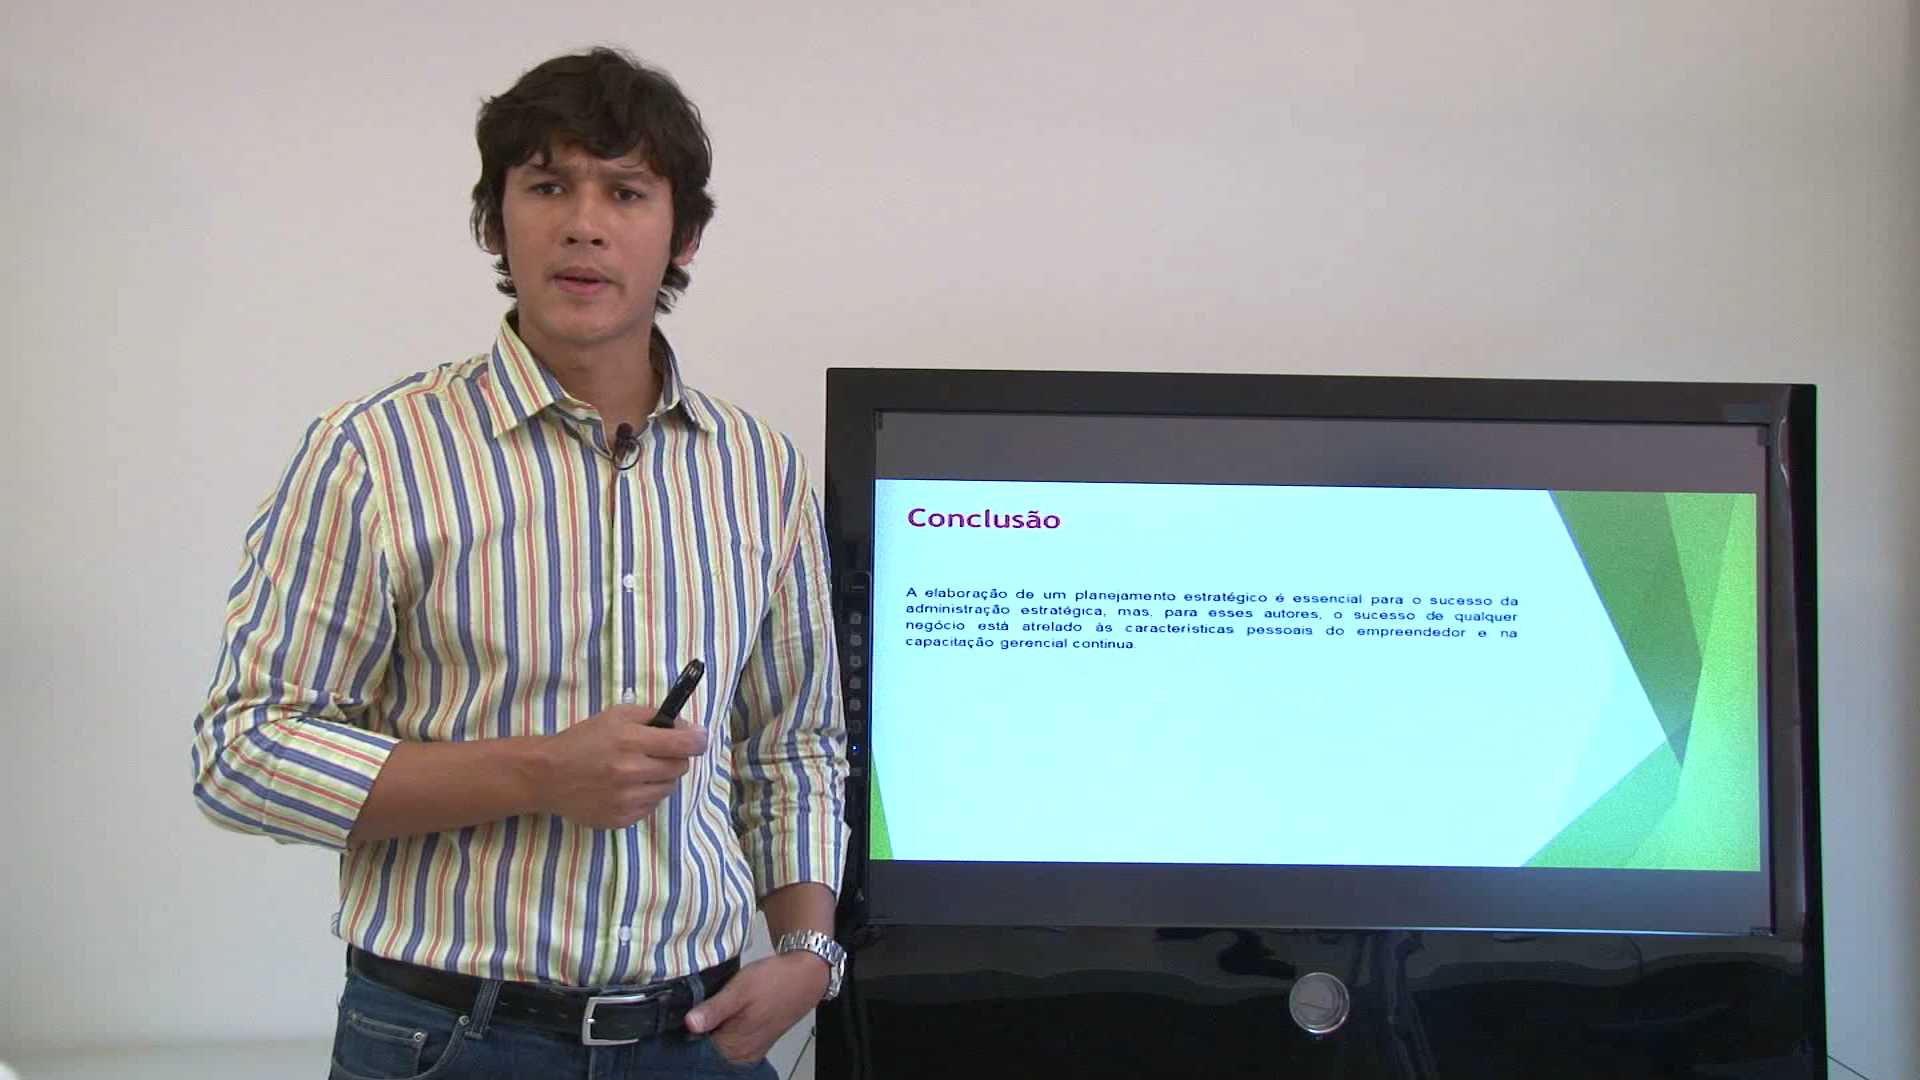 Conclusão
A elaboração de um planejamento estratégico é essencial para o sucesso da
administração estratégica, mas, para esses autores, o sucesso de qualquer
negócio está atrelado às características pessoais do empreendedor e na
capacitação gerencial contínua.